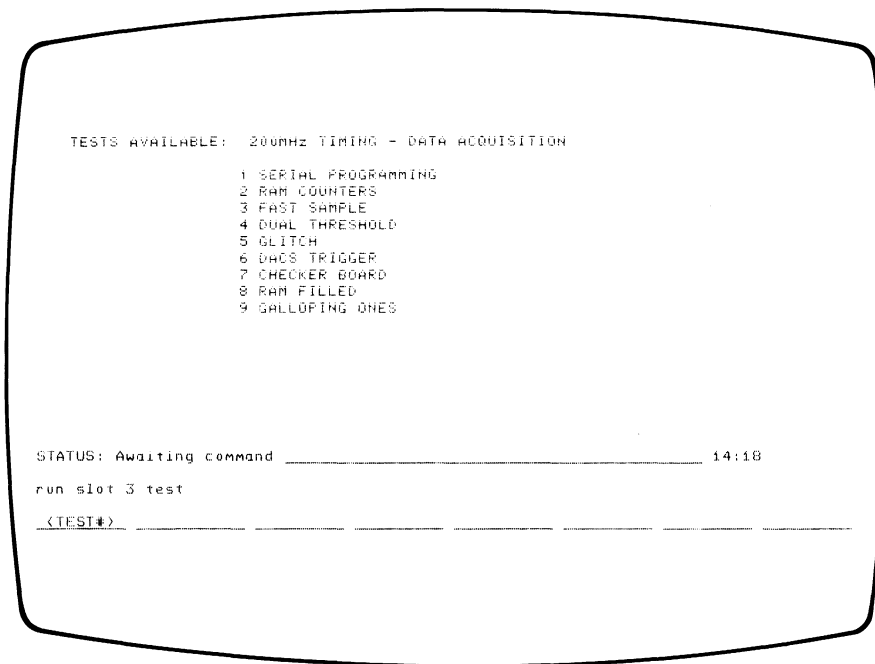 TESTS AVAILABLE: 200MHz TIMING - DATA ACQUISITION
1 SERIAL PROGRAMMING
2 RAM COUNTERS
3 FAST SAMPLE
4 DUAL THRESHOLD
5 GLITCH
6 DACS TRIGGER
7 CHECKER BOARD
8 RAM FILLED
9 GALLOPING ONES
STATUS: Awaiting command 14:18
run slot 3 test
<TEST#>